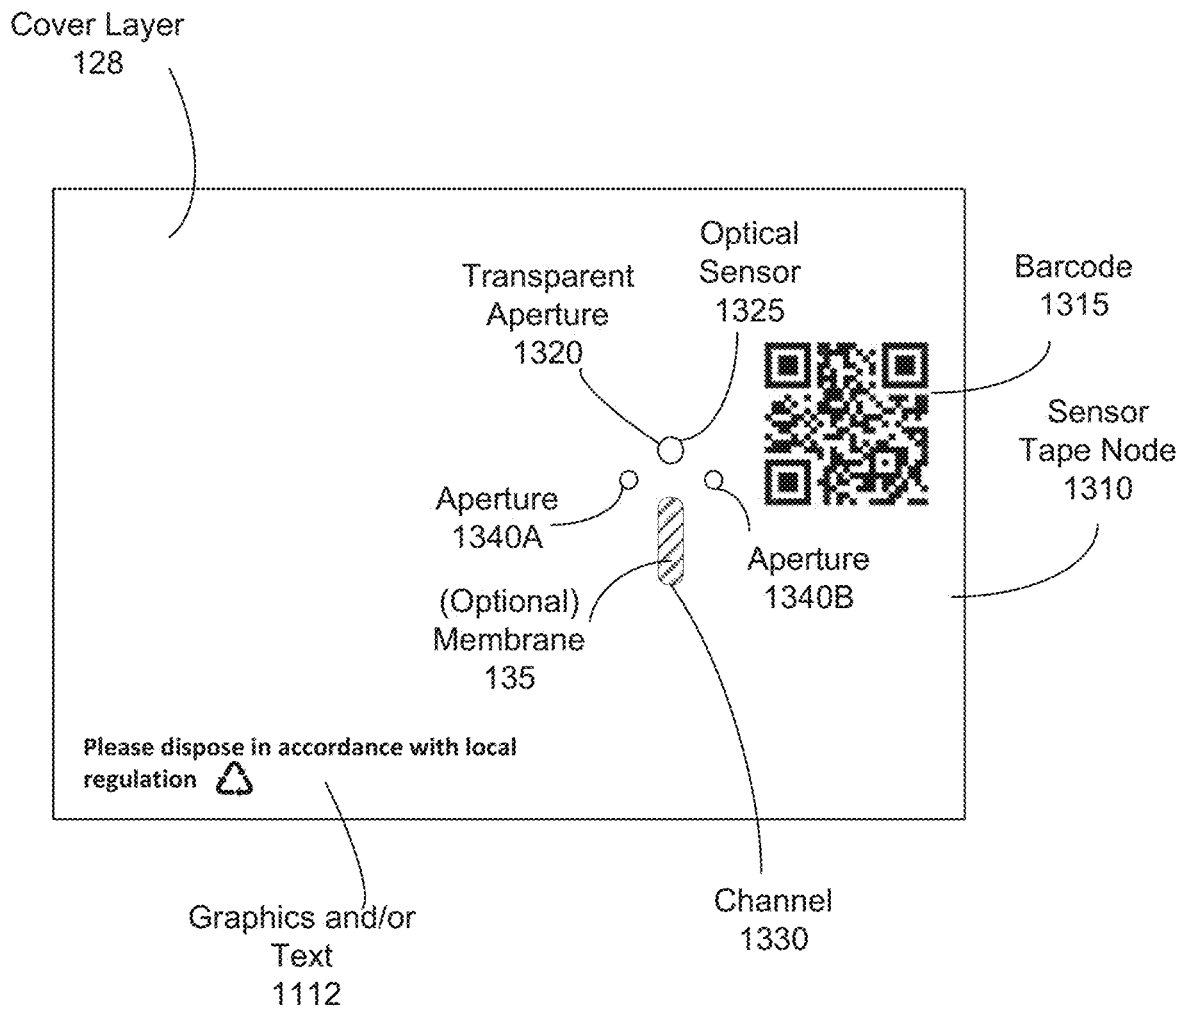 Cover Layer
128
Optical
Sensor
1325
Transparent
Aperture
1320
Barcode
1315
Sensor
Tape Node
1310
Aperture
1340A
Aperture
1340B
(Optional)
Membrane
135
Please dispose in accordance with local
regulation
Channel
1330
Graphics and/or
Text
1112